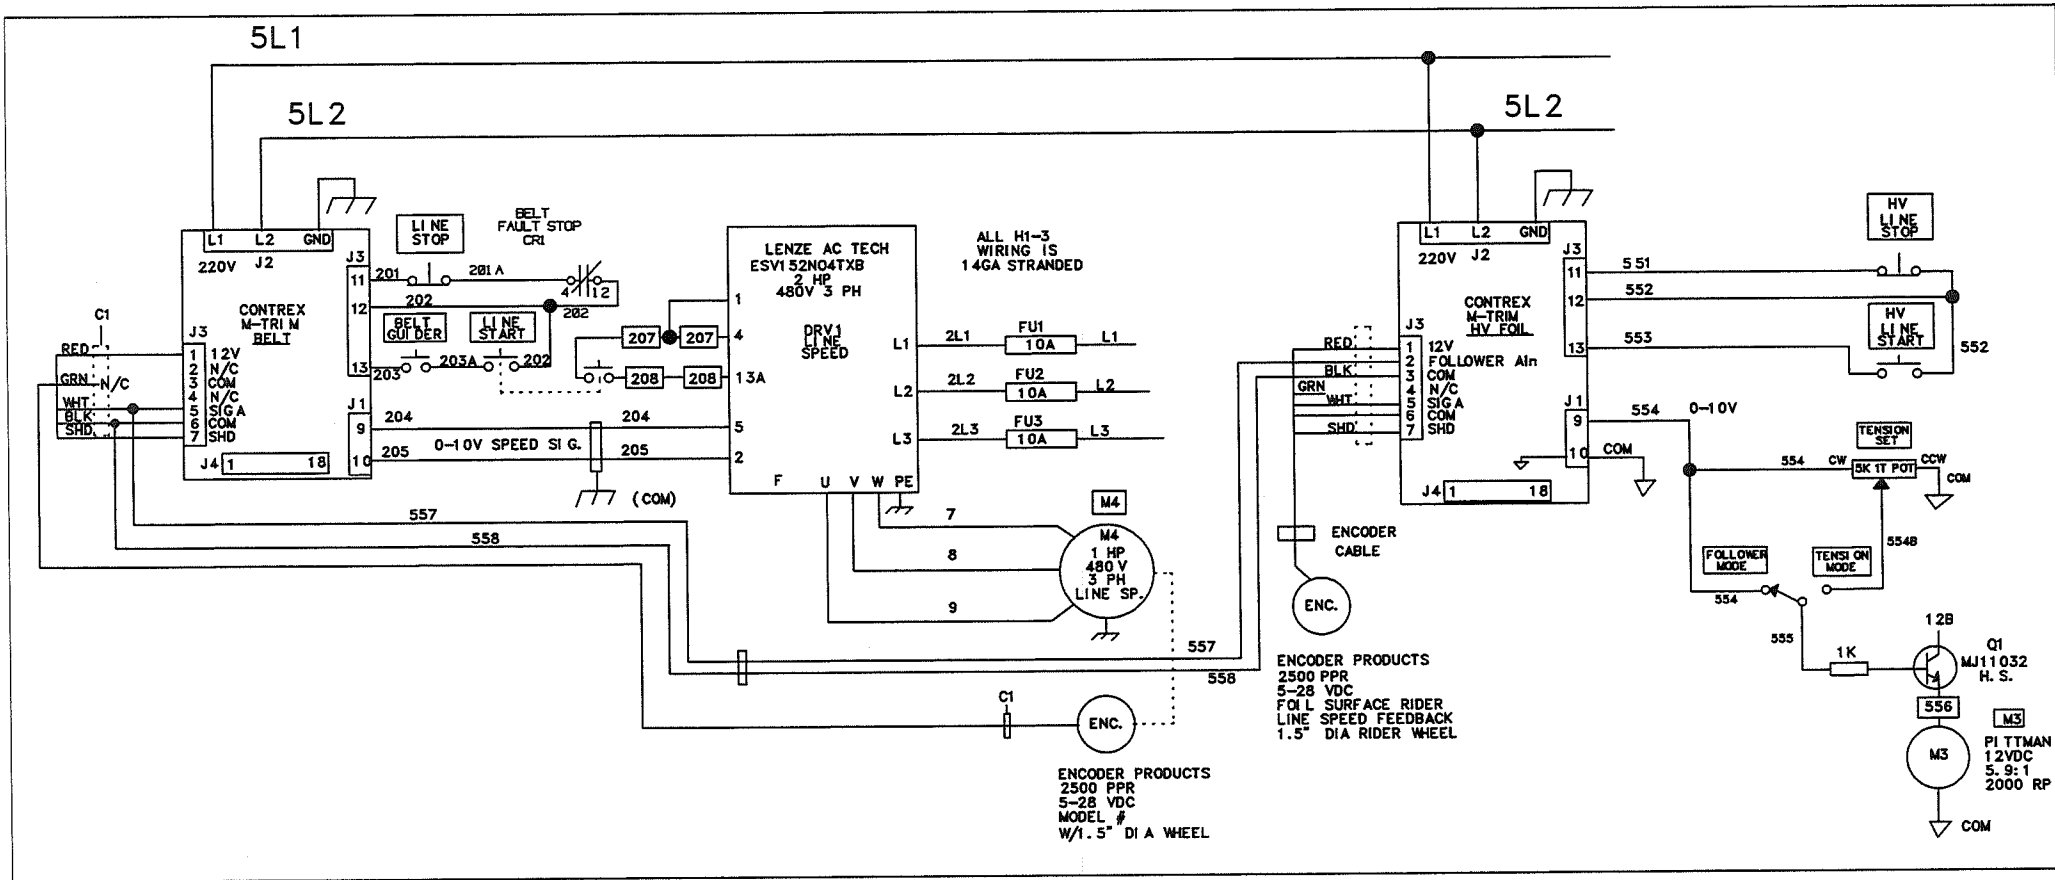 5L1
5L2
5L2
L1 L2 GND
220V J2
J3
11
12
13
CONTREX
M-TRIM
BELT
J3
1 12V
2 N/C
3 COM
4 N/C
5 SIG A
6 COM
7 SHD
J1
9
10
J4 1 18
C1
RED
GRN
N/C
WHT
BLK
SHD
201
LINE
STOP
201A
BELT
FAULT STOP
CR1
4 12
202
202
BELT
GUIDER
LINE
START
203
203A
202
207
207
208
208
204
204
0-10V SPEED SIG.
205
205
(COM)
LENZE AC TECH
ESV152N04TXB
2 HP
480V 3 PH
DRV1
LINE
SPEED
1
4
13A
5
2
L1
L2
L3
F U V W PE
ALL H1-3
WIRING IS
14GA STRANDED
2L1
FU1
10A
L1
2L2
FU2
10A
L2
2L3
FU3
10A
L3
557
558
7
8
9
M4
M4
1 HP
480 V
3 PH
LINE SP.
557
558
C1
ENC.
ENCODER PRODUCTS
2500 PPR
5-28 VDC
MODEL #
W/1.5" DIA WHEEL
L1 L2 GND
220V J2
J3
11
12
13
CONTREX
M-TRIM
HV FOIL
J3
1 12V
2 FOLLOWER AIn
3 COM
4 N/C
5 SIG A
6 COM
7 SHD
J1
9
10
J4 1 18
RED
BLK
GRN
WHT
SHD
ENCODER
CABLE
ENC.
ENCODER PRODUCTS
2500 PPR
5-28 VDC
FOIL SURFACE RIDER
LINE SPEED FEEDBACK
1.5" DIA RIDER WHEEL
HV
LINE
STOP
551
552
HV
LINE
START
553
552
554
0-10V
COM
TENSION
SET
554 CW 5K 1T POT CCW
COM
554B
FOLLOWER
MODE
TENSION
MODE
554
555
12B
1K
Q1
MJ11032
H. S.
556
M3
M3
PITTMAN
12VDC
5.9:1
2000 RP
COM